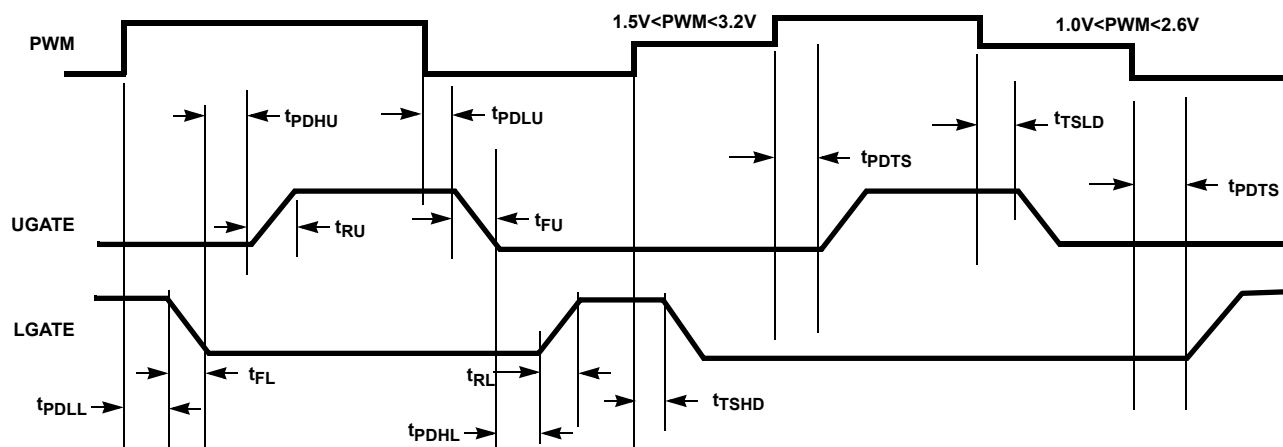 1.5V<PWM<3.2V
1.0V<PWM<2.6V
PWM
tPDHU
tPDLU
tTSLD
tPDTS
tPDTS
UGATE
tRU
tFU
LGATE
tFL
tRL
tPDLL
tTSHD
tPDHL